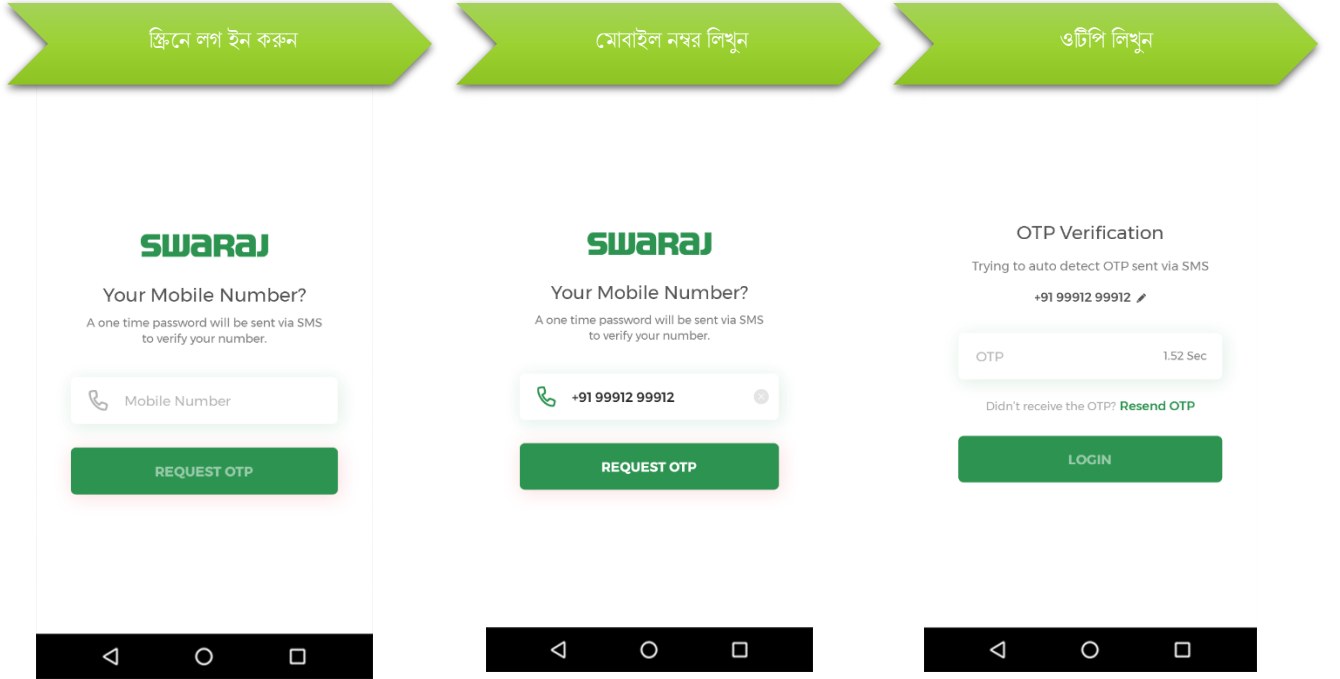 স্ক্রিনে লগ ইন করুন
মোবাইল নম্বর লিখুন
ওটিপি লিখুন
SWARAJ
Your Mobile Number?
A one time password will be sent via SMS
to verify your number.
Mobile Number
REQUEST OTP
SWARAJ
Your Mobile Number?
A one time password will be sent via SMS
to verify your number.
+91 99912 99912
REQUEST OTP
OTP Verification
Trying to auto detect OTP sent via SMS
+91 99912 99912
OTP 1.52 Sec
Didn't receive the OTP? Resend OTP
LOGIN